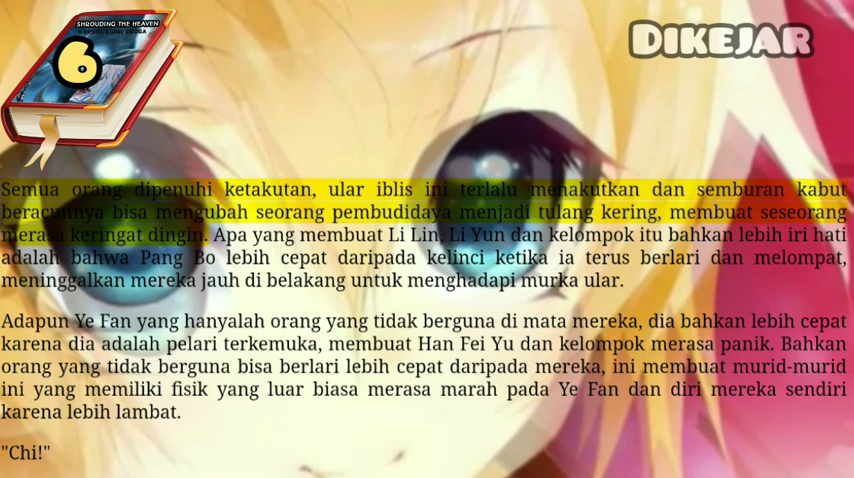 SHROUDING THE HEAVEN
6
DIKEJAR
Semua orang dipenuhi ketakutan, ular iblis ini terlalu menakutkan dan semburan kabut
beracunnya bisa mengubah seorang pembudidaya menjadi tulang kering, membuat seseorang
merasa keringat dingin. Apa yang membuat Li Lin, Li Yun dan kelompok itu bahkan lebih iri hati
adalah bahwa Pang Bo lebih cepat daripada kelinci ketika ia terus berlari dan melompat,
meninggalkan mereka jauh di belakang untuk menghadapi murka ular.
Adapun Ye Fan yang hanyalah orang yang tidak berguna di mata mereka, dia bahkan lebih cepat
karena dia adalah pelari terkemuka, membuat Han Fei Yu dan kelompok merasa panik. Bahkan
orang yang tidak berguna bisa berlari lebih cepat daripada mereka, ini membuat murid-murid
ini yang memiliki fisik yang luar biasa merasa marah pada Ye Fan dan diri mereka sendiri
karena lebih lambat.
"Chi!"